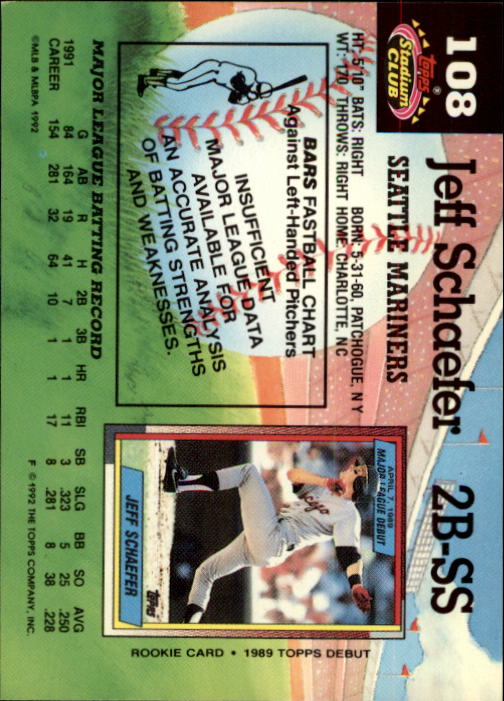 108
TOPPS
Stadium
CLUB
®
Jeff Schaefer 2B-SS
SEATTLE MARINERS
HT: 5'10" BATS: RIGHT BORN: 5-31-60, PATCHOGUE, N Y
WT: 170 THROWS: RIGHT HOME: CHARLOTTE, N C
BARS FASTBALL CHART
Against Left-Handed Pitchers
INSUFFICIENT
MAJOR LEAGUE DATA
AVAILABLE FOR
AN ACCURATE ANALYSIS
OF BATTING STRENGTHS
AND WEAKNESSES.
APRIL 7, 1989
MAJOR LEAGUE DEBUT
Chicago
TOPPS
JEFF SCHAEFER
ROOKIE CARD • 1989 TOPPS DEBUT
MAJOR LEAGUE BATTING RECORD
G AB R H 2B 3B HR RBI SB SLG BB SO AVG
1991 84 164 19 41 7 1 1 11 3 .323 5 25 .250
CAREER 154 281 32 64 10 1 1 17 8 .281 8 38 .228
©MLB & MLBPA 1992 F ©1992 THE TOPPS COMPANY, INC.